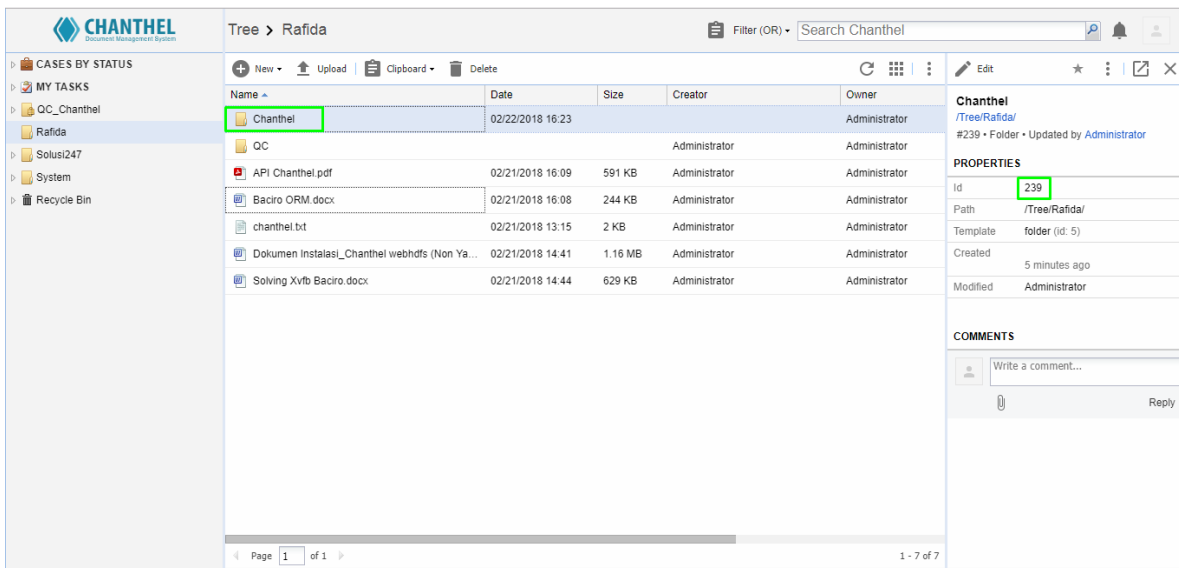 CHANTHEL
Document Management System
Tree > Rafida
Filter (OR)
Search Chanthel
CASES BY STATUS
MY TASKS
QC_Chanthel
Rafida
Solusi247
System
Recycle Bin
New Upload Clipboard Delete
Name Date Size Creator Owner
Chanthel 02/22/2018 16:23 Administrator
QC Administrator Administrator
API Chanthel.pdf 02/21/2018 16:09 591 KB Administrator Administrator
Baciro ORM.docx 02/21/2018 16:08 244 KB Administrator Administrator
chanthel.txt 02/21/2018 13:15 2 KB Administrator Administrator
Dokumen Instalasi_Chanthel webhdfs (Non Ya... 02/21/2018 14:41 1.16 MB Administrator Administrator
Solving Xvfb Baciro.docx 02/21/2018 14:44 629 KB Administrator Administrator
Page 1 of 1
1 - 7 of 7
Edit
Chanthel
/Tree/Rafida/
#239 • Folder • Updated by Administrator
PROPERTIES
Id 239
Path /Tree/Rafida/
Template folder (id: 5)
Created
5 minutes ago
Modified Administrator
COMMENTS
Write a comment...
Reply